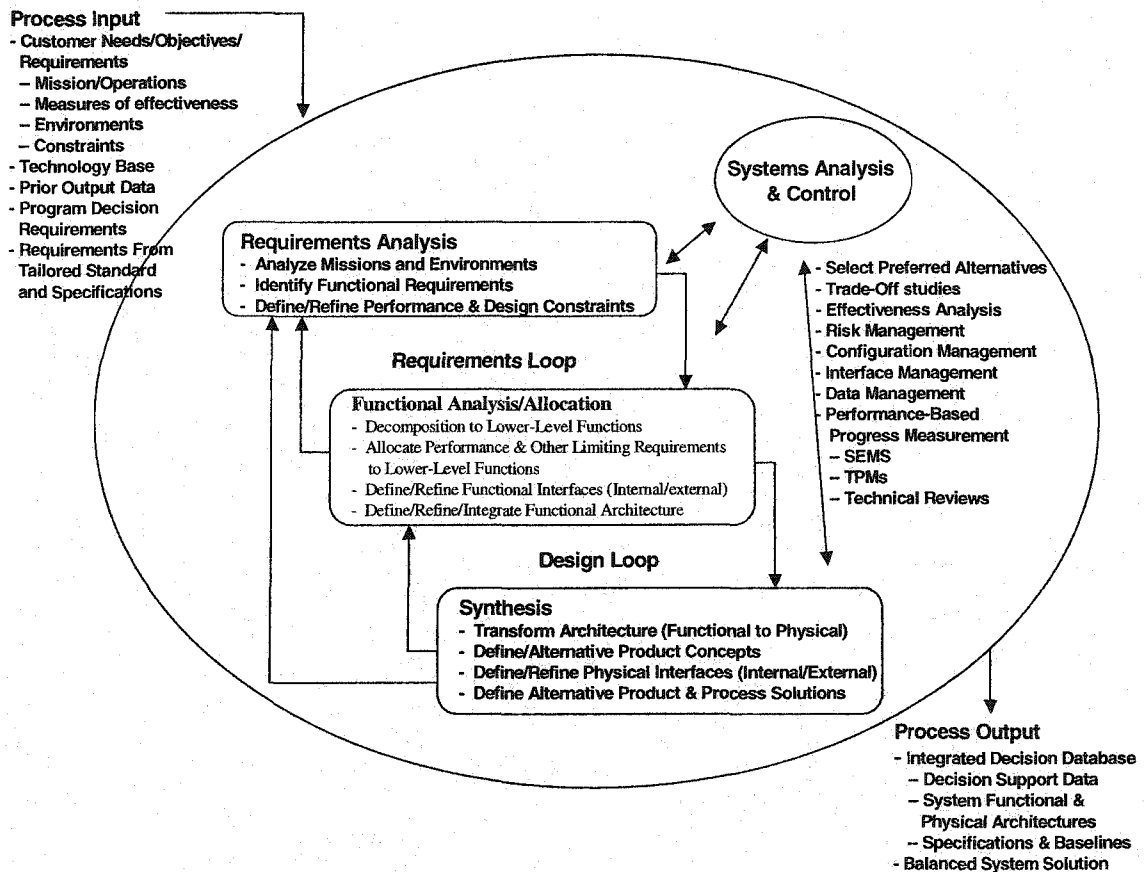 Process Input
- Customer Needs/Objectives/
Requirements
– Mission/Operations
– Measures of effectiveness
– Environments
– Constraints
- Technology Base
- Prior Output Data
- Program Decision
Requirements
- Requirements From
Tailored Standard
and Specifications
Systems Analysis
& Control
Requirements Analysis
- Analyze Missions and Environments
- Identify Functional Requirements
- Define/Refine Performance & Design Constraints
- Select Preferred Alternatives
- Trade-Off studies
- Effectiveness Analysis
- Risk Management
- Configuration Management
- Interface Management
- Data Management
- Performance-Based
Progress Measurement
– SEMS
– TPMs
– Technical Reviews
Requirements Loop
Functional Analysis/Allocation
- Decomposition to Lower-Level Functions
- Allocate Performance & Other Limiting Requirements
to Lower-Level Functions
- Define/Refine Functional Interfaces (Internal/external)
- Define/Refine/Integrate Functional Architecture
Design Loop
Synthesis
- Transform Architecture (Functional to Physical)
- Define/Alternative Product Concepts
- Define/Refine Physical Interfaces (Internal/External)
- Define Alternative Product & Process Solutions
Process Output
- Integrated Decision Database
– Decision Support Data
– System Functional &
Physical Architectures
– Specifications & Baselines
- Balanced System Solution